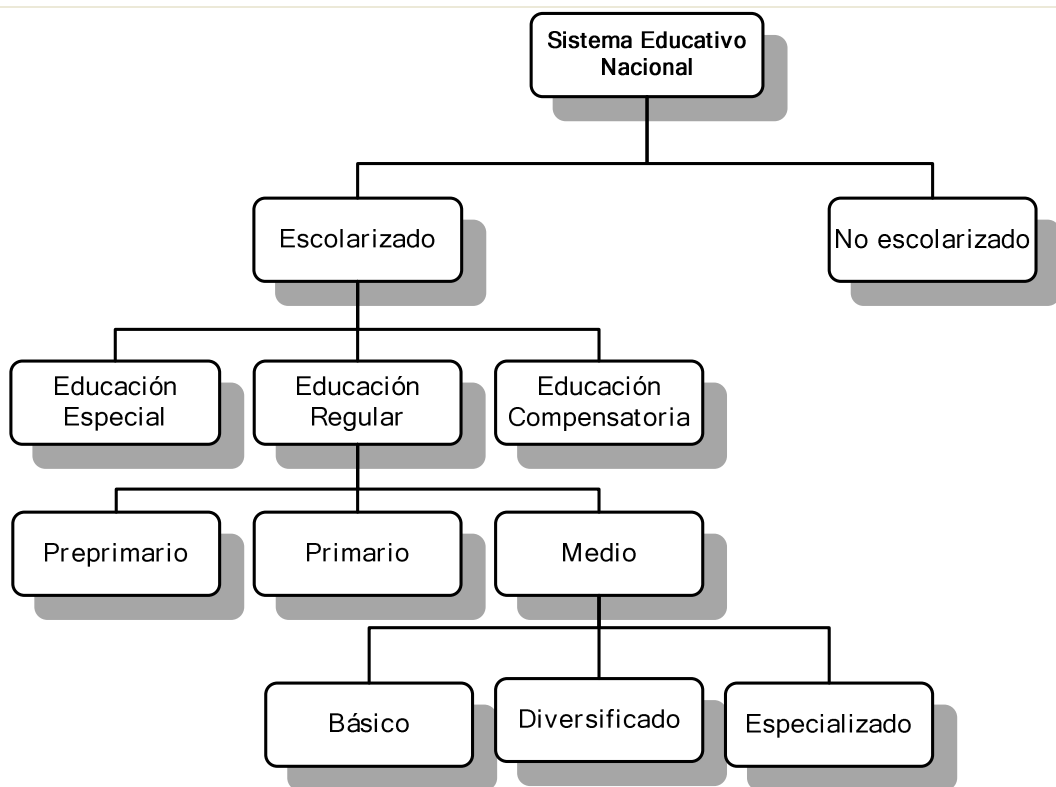 Sistema Educativo
Nacional
Escolarizado
No escolarizado
Educación
Especial
Educación
Regular
Educación
Compensatoria
Preprimario
Primario
Medio
Básico
Diversificado
Especializado